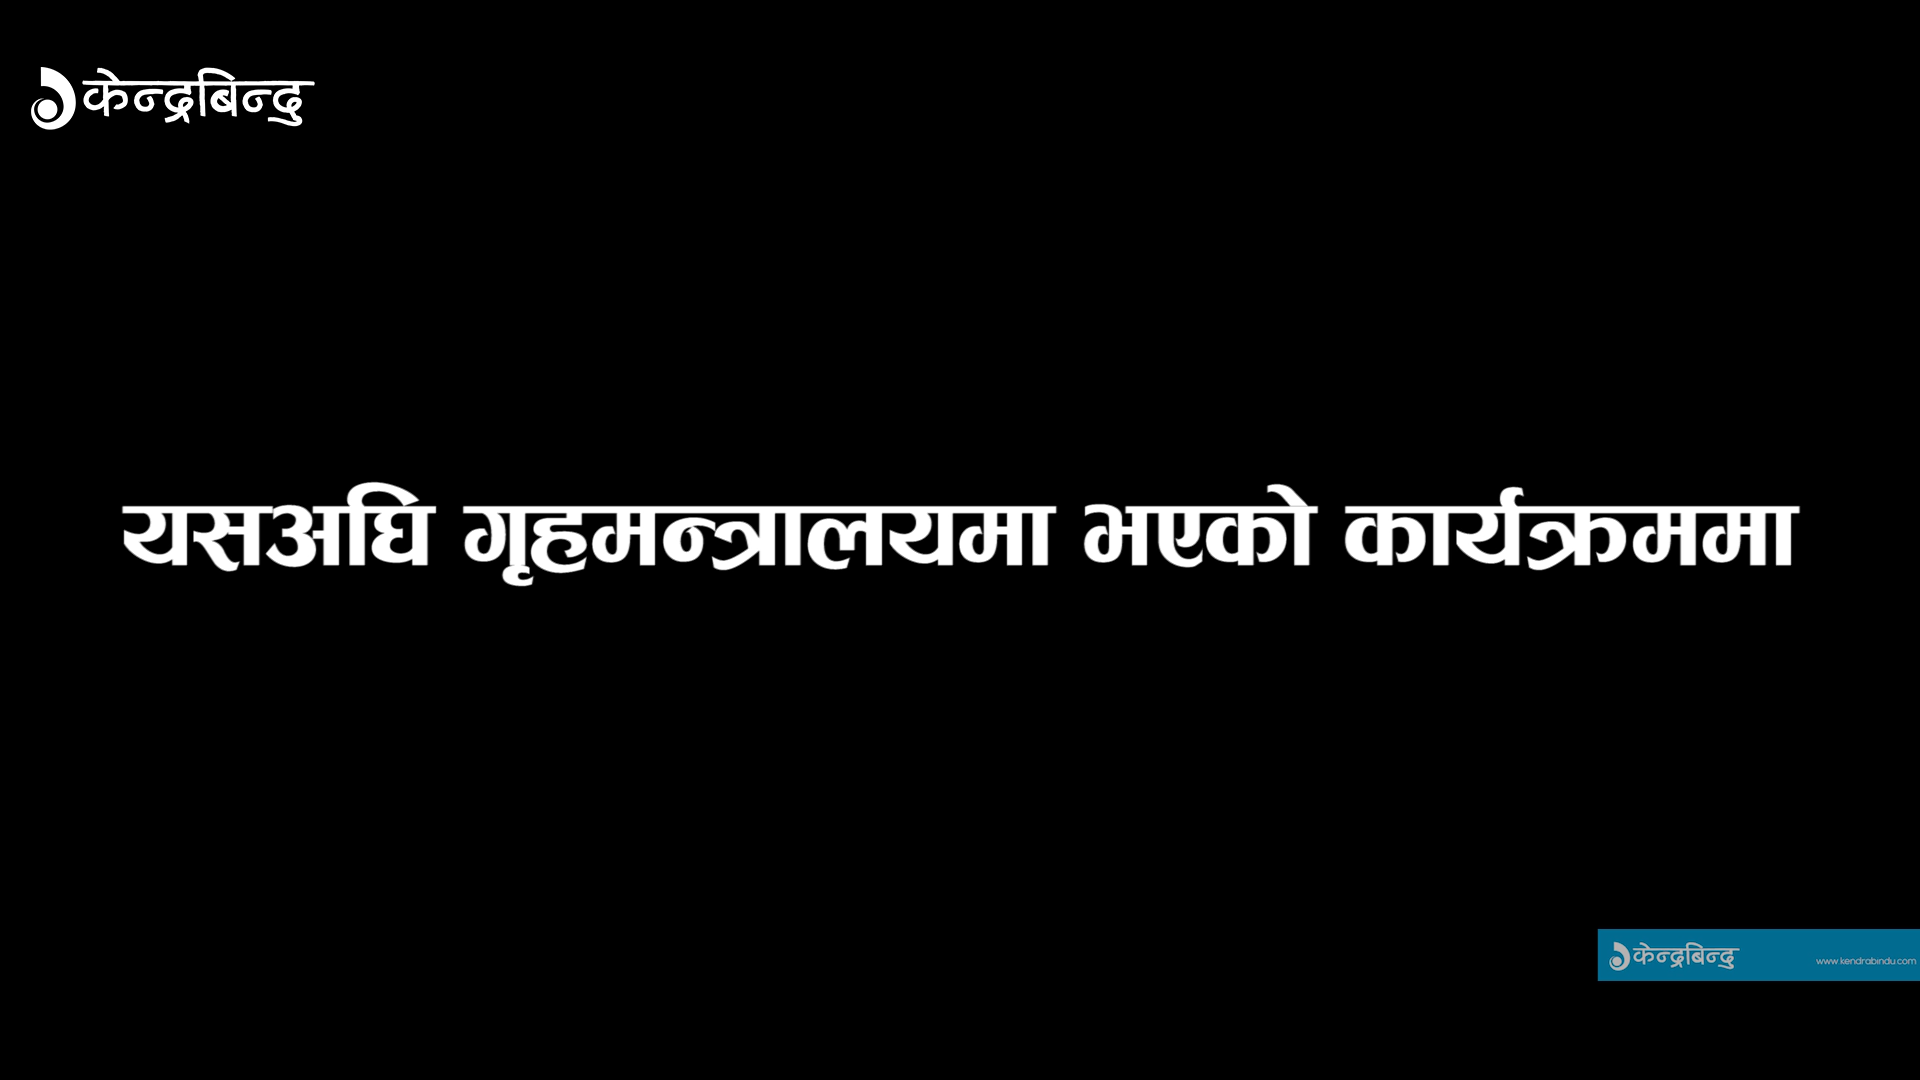 केन्द्रबिन्दु
यसअघि गृहमन्त्रालयमा भएको कार्यक्रममा
केन्द्रबिन्दु www.kendrabindu.com